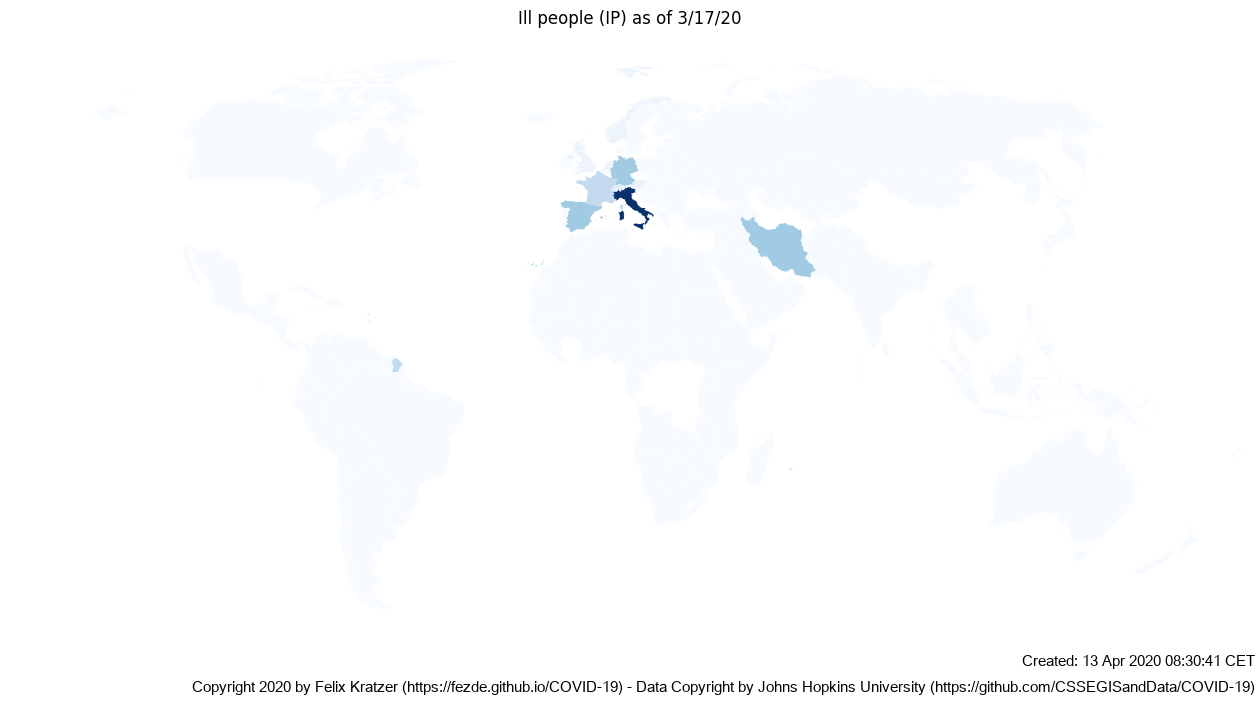 Ill people (IP) as of 3/17/20
Created: 13 Apr 2020 08:30:41 CET
Copyright 2020 by Felix Kratzer (https://fezde.github.io/COVID-19) - Data Copyright by Johns Hopkins University (https://github.com/CSSEGISandData/COVID-19)